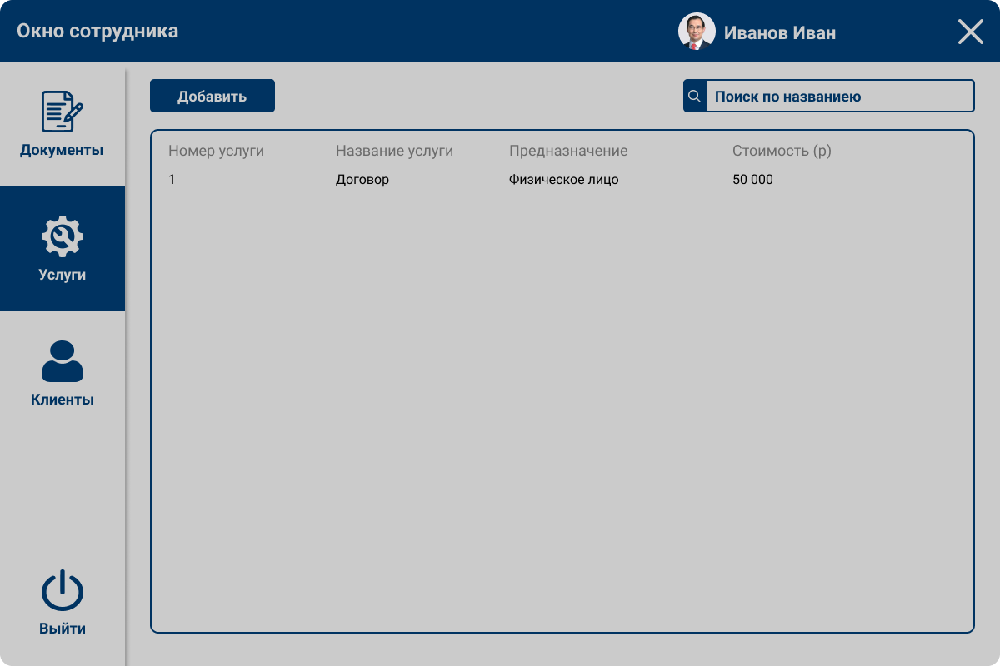 Окно сотрудника
Иванов Иван
Документы
Услуги
Клиенты
Выйти
Добавить
Поиск по названиею
Номер услуги Название услуги Предназначение Стоимость (р)
1 Договор Физическое лицо 50 000